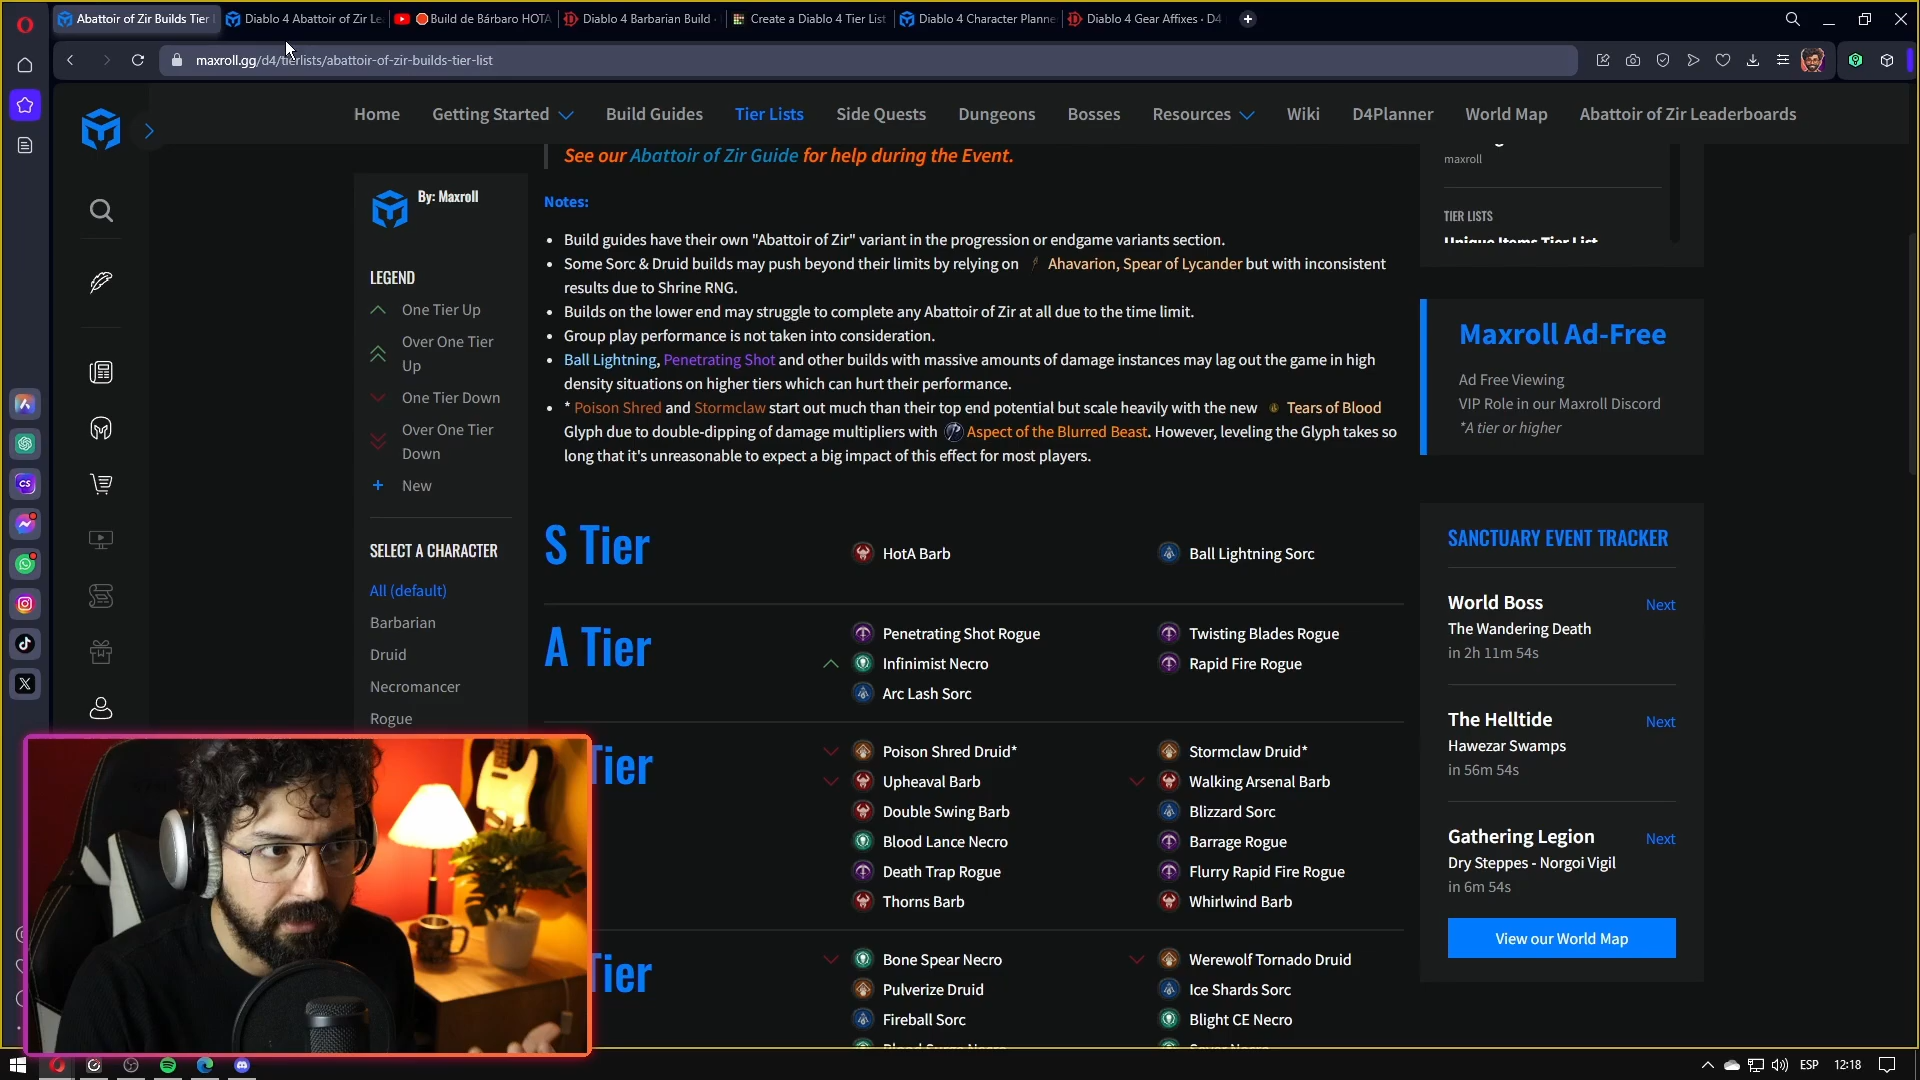 Abattoir of Zir Builds Tier
Diablo 4 Abattoir of Zir Le
Build de Bárbaro HOTA
Diablo 4 Barbarian Build
Create a Diablo 4 Tier List
Diablo 4 Character Planne
Diablo 4 Gear Affixes · D4
maxroll.gg/d4/tierlists/abattoir-of-zir-builds-tier-list
Home
Getting Started
Build Guides
Tier Lists
Side Quests
Dungeons
Bosses
Resources
Wiki
D4Planner
World Map
Abattoir of Zir Leaderboards
See our Abattoir of Zir Guide for help during the Event.
By: Maxroll
LEGEND
One Tier Up
Over One Tier
Up
One Tier Down
Over One Tier
Down
New
SELECT A CHARACTER
All (default)
Barbarian
Druid
Necromancer
Rogue
Notes:
• Build guides have their own "Abattoir of Zir" variant in the progression or endgame variants section.
• Some Sorc & Druid builds may push beyond their limits by relying on Ahavarion, Spear of Lycander but with inconsistent
results due to Shrine RNG.
• Builds on the lower end may struggle to complete any Abattoir of Zir at all due to the time limit.
• Group play performance is not taken into consideration.
• Ball Lightning, Penetrating Shot and other builds with massive amounts of damage instances may lag out the game in high
density situations on higher tiers which can hurt their performance.
• * Poison Shred and Stormclaw start out much than their top end potential but scale heavily with the new Tears of Blood
Glyph due to double-dipping of damage multipliers with Aspect of the Blurred Beast. However, leveling the Glyph takes so
long that it's unreasonable to expect a big impact of this effect for most players.
S Tier
HotA Barb
Ball Lightning Sorc
A Tier
Penetrating Shot Rogue
Twisting Blades Rogue
Infinimist Necro
Rapid Fire Rogue
Arc Lash Sorc
Tier
Poison Shred Druid*
Stormclaw Druid*
Upheaval Barb
Walking Arsenal Barb
Double Swing Barb
Blizzard Sorc
Blood Lance Necro
Barrage Rogue
Death Trap Rogue
Flurry Rapid Fire Rogue
Thorns Barb
Whirlwind Barb
Tier
Bone Spear Necro
Werewolf Tornado Druid
Pulverize Druid
Ice Shards Sorc
Fireball Sorc
Blight CE Necro
maxroll
TIER LISTS
Unique Items Tier List
Maxroll Ad-Free
Ad Free Viewing
VIP Role in our Maxroll Discord
*A tier or higher
SANCTUARY EVENT TRACKER
World Boss
Next
The Wandering Death
in 2h 11m 54s
The Helltide
Next
Hawezar Swamps
in 56m 54s
Gathering Legion
Next
Dry Steppes - Norgoi Vigil
in 6m 54s
View our World Map
CS
ESP
12:18